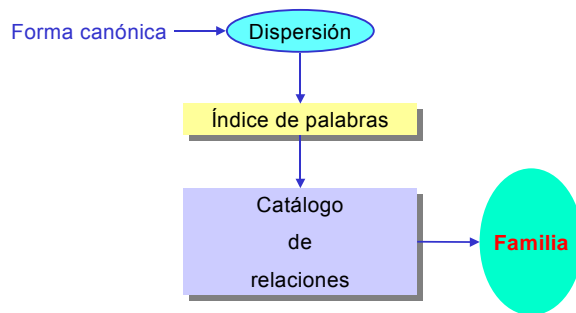 Forma canónica
Dispersión
Índice de palabras
Catálogo
de
relaciones
Familia